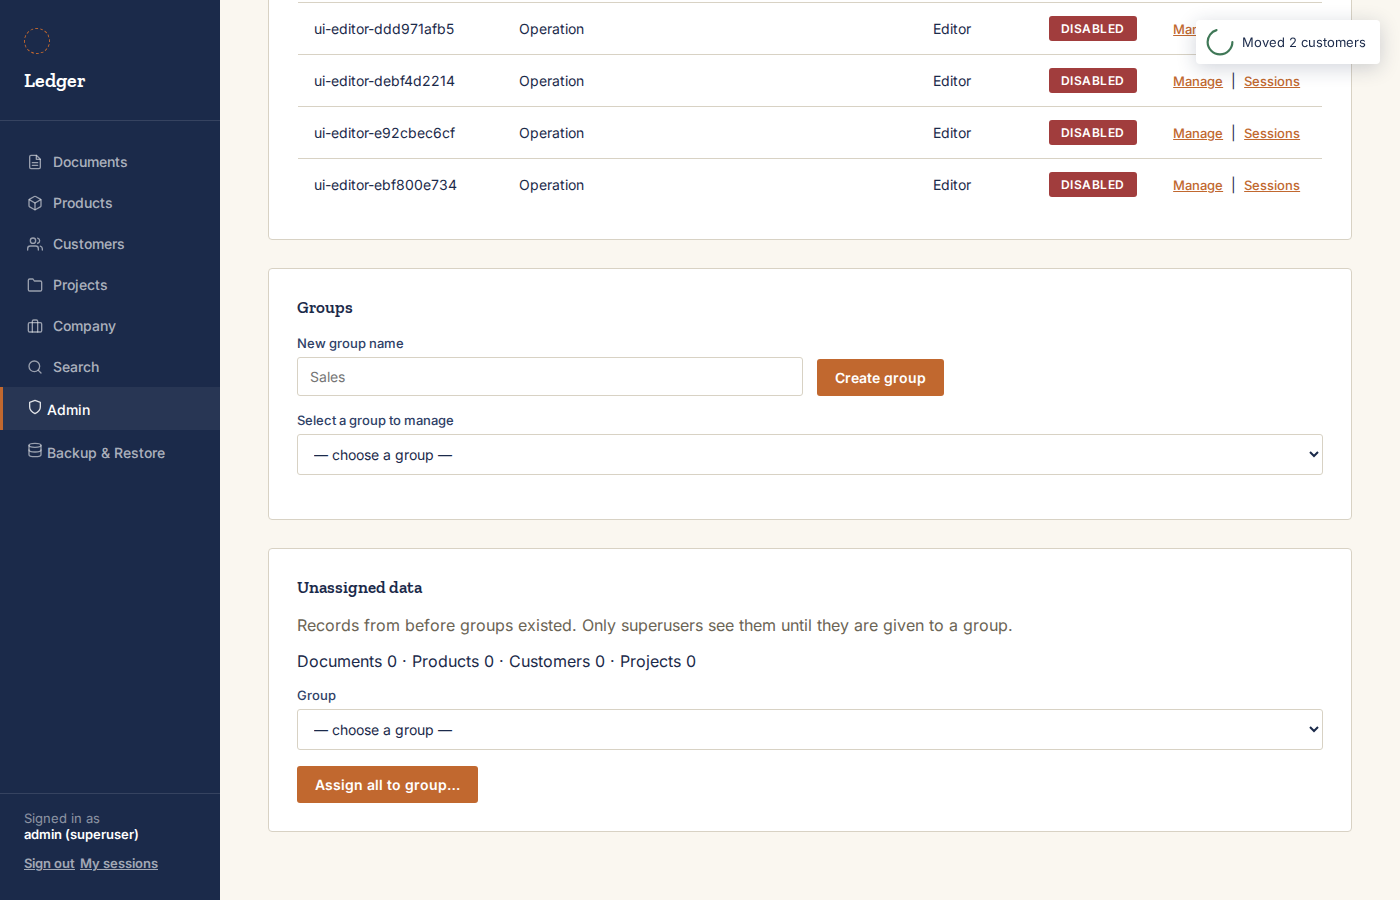 Ledger
Documents
Products
Customers
Projects
Company
Search
Admin
Backup & Restore
Signed in as
admin (superuser)
Sign out My sessions
ui-editor-ddd971afb5 Operation Editor DISABLED
Moved 2 customers
ui-editor-debf4d2214 Operation Editor DISABLED Manage | Sessions
ui-editor-e92cbec6cf Operation Editor DISABLED Manage | Sessions
ui-editor-ebf800e734 Operation Editor DISABLED Manage | Sessions
Groups
New group name
Sales Create group
Select a group to manage
— choose a group —
Unassigned data
Records from before groups existed. Only superusers see them until they are given to a group.
Documents 0 · Products 0 · Customers 0 · Projects 0
Group
— choose a group —
Assign all to group...